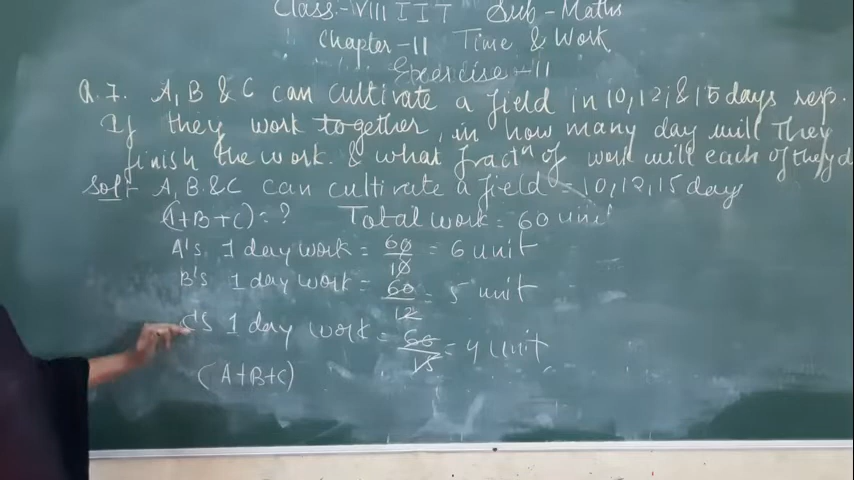 Class-VIII IIT Sub-Maths
Chapter-11 Time & Work
Exercise-11
Q.7. A, B & C can cultivate a field in 10, 12, & 15 days resp.
If they work together, in how many day will They
finish the work. & what fractn of work will each of they d
Sol:- A, B & C can cultivate a field = 10, 12, 15 day
(A+B+C) = ? Total work = 60 unit
A's 1 day work = 60/10 = 6 unit
B's 1 day work = 60/12 = 5 unit
C's 1 day work = 60/15 = 4 unit
(A+B+C)